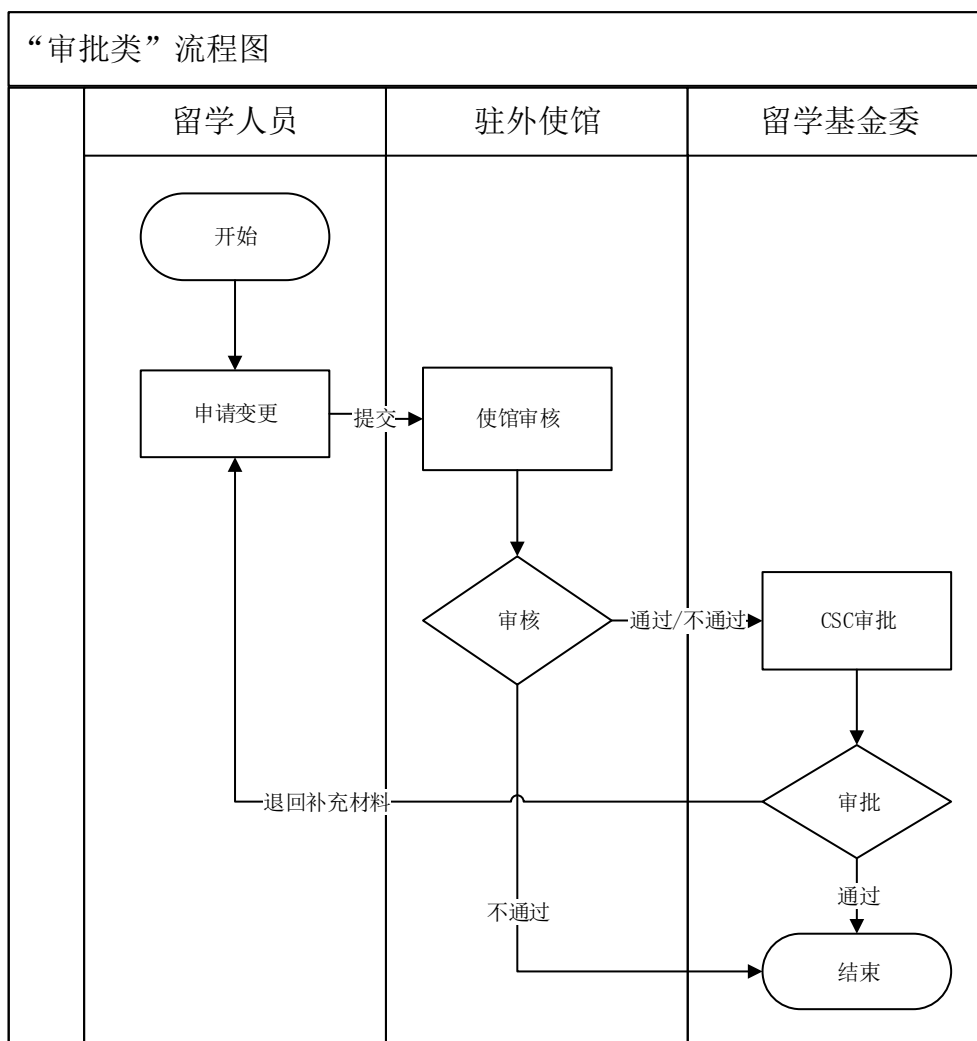 “审批类”流程图
留学人员
驻外使馆
留学基金委
开始
申请变更
提交
使馆审核
审核
通过/不通过
CSC审批
退回补充材料
审批
不通过
通过
结束